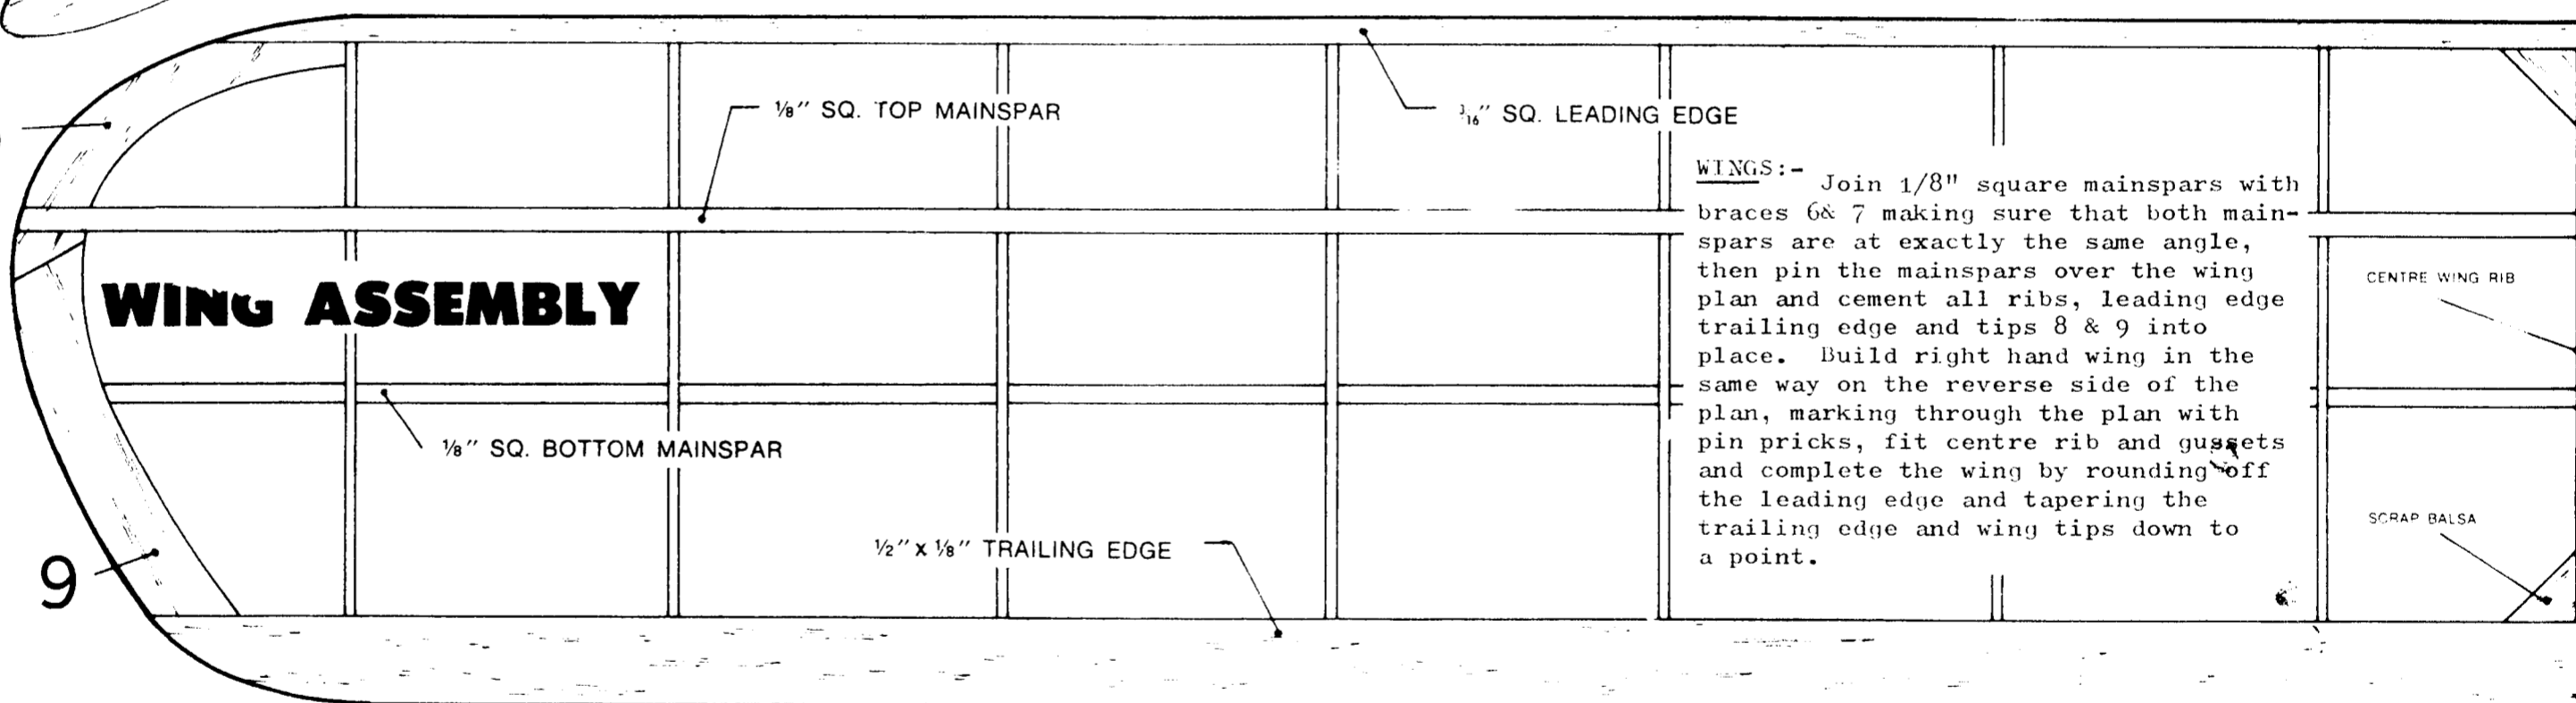 ⅛″ SQ. TOP MAINSPAR
3/16″ SQ. LEADING EDGE
WINGS:-
Join 1/8" square mainspars with
braces 6& 7 making sure that both main-
spars are at exactly the same angle,
then pin the mainspars over the wing
plan and cement all ribs, leading edge
trailing edge and tips 8 & 9 into
place. Build right hand wing in the
same way on the reverse side of the
plan, marking through the plan with
pin pricks, fit centre rib and gussets
and complete the wing by rounding off
the leading edge and tapering the
trailing edge and wing tips down to
a point.
CENTRE WING RIB
WING ASSEMBLY
⅛″ SQ. BOTTOM MAINSPAR
SCRAP BALSA
½″ X ⅛″ TRAILING EDGE
9